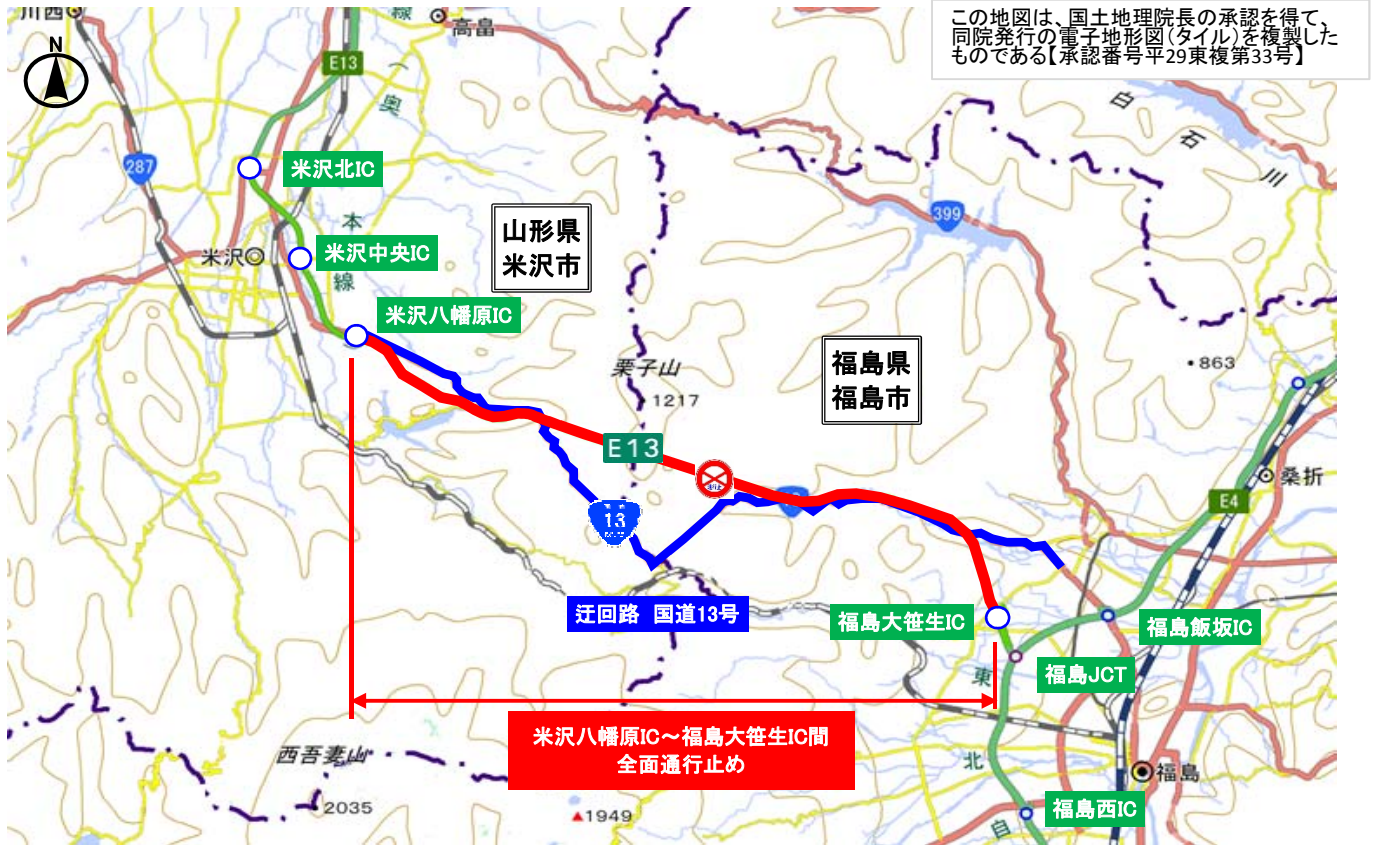 この地図は、国土地理院長の承認を得て、
同院発行の電子地形図(タイル)を複製した
ものである【承認番号平29東複第33号】
川西
線
高畠
N
E13
奥
白
石
川
287
米沢北IC
本
399
山形県
米沢市
米沢
米沢中央IC
線
米沢八幡原IC
福島県
福島市
863
栗子山
1217
E13
桑折
E4
13
迂回路 国道13号
福島大笹生IC
福島飯坂IC
東
福島JCT
米沢八幡原IC～福島大笹生IC間
全面通行止め
西吾妻山
北
福島
2035
1949
福島西IC
自